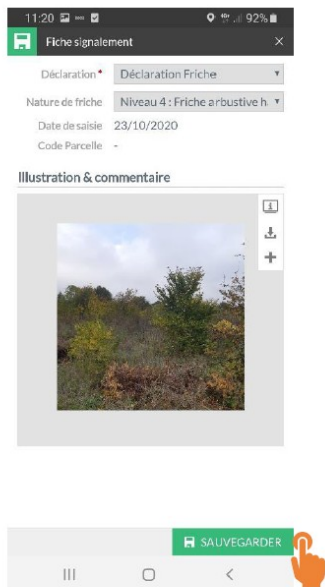 11:20 92%
Fiche signalement ×
Déclaration* Déclaration Friche
Nature de friche Niveau 4 : Friche arbustive h.
Date de saisie 23/10/2020
Code Parcelle -
Illustration & commentaire
SAUVEGARDER